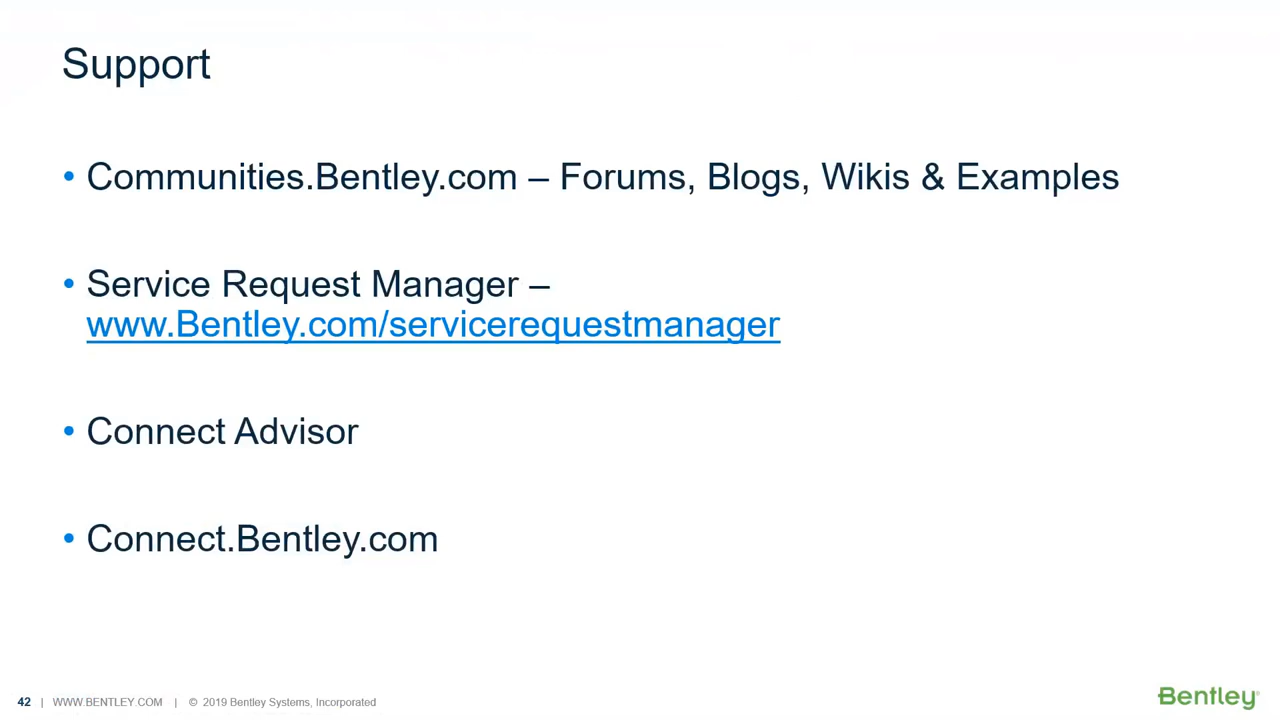 Support
• Communities.Bentley.com – Forums, Blogs, Wikis & Examples
• Service Request Manager –
www.Bentley.com/servicerequestmanager
• Connect Advisor
• Connect.Bentley.com
42 | WWW.BENTLEY.COM | © 2019 Bentley Systems, Incorporated
Bentley